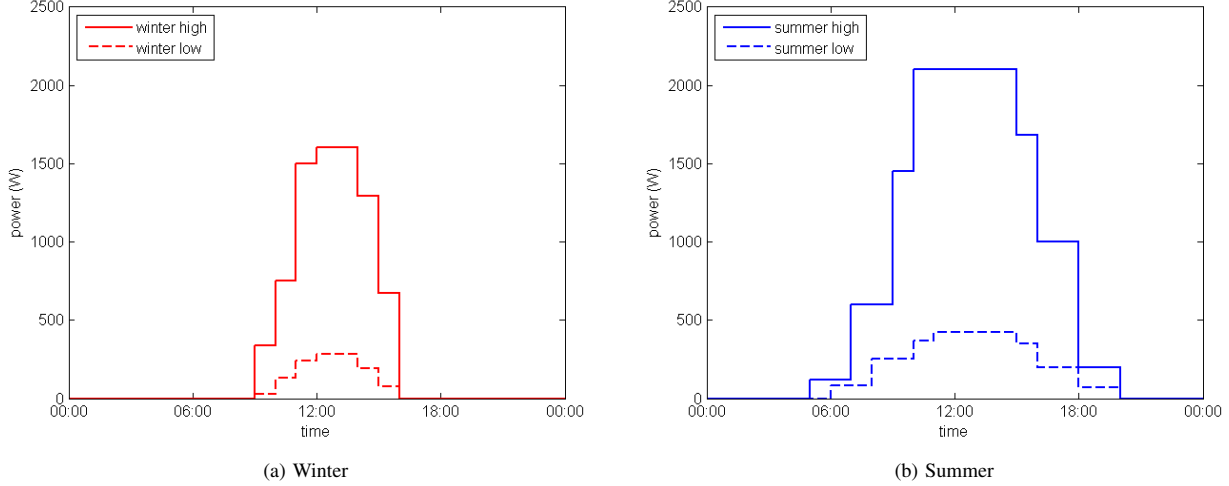 2500
2000
1500
1000
500
0
power (W)
winter high
winter low
00:00 06:00 12:00 18:00 00:00
time
(a) Winter
2500
2000
1500
1000
500
0
power (W)
summer high
summer low
00:00 06:00 12:00 18:00 00:00
time
(b) Summer